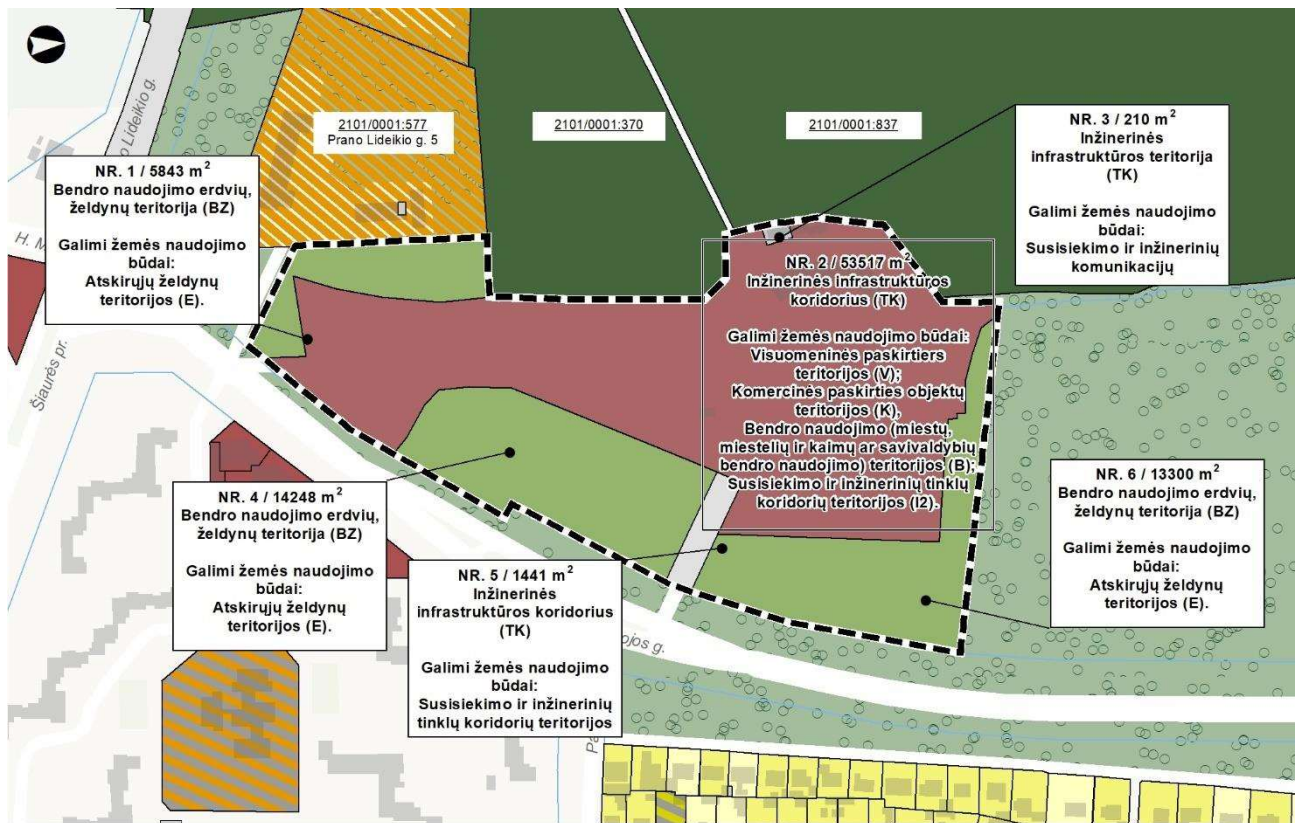 o Lideikio g.
2101/0001:577
Prano Lideikio g. 5
2101/0001:370
2101/0001:837
NR. 3 / 210 m²
Inžinerinės
infrastruktūros teritorija
(TK)
Galimi žemės naudojimo
būdai:
Susisiekimo ir inžinerinių
komunikacijų
NR. 1 / 5843 m²
Bendro naudojimo erdvių,
želdynų teritorija (BZ)
Galimi žemės naudojimo
būdai:
Atskirųjų želdynų
teritorijos (E).
H. M
Šiaurės pr.
NR. 2 / 53517 m²
Inžinerinės infrastruktūros
koridorius (TK)
Galimi žemės naudojimo būdai:
Visuomeninės paskirtiers
teritorijos (V);
Komercinės paskirties objektų
teritorijos (K),
Bendro naudojimo (miestų,
miestelių ir kaimų ar savivaldybių
bendro naudojimo) teritorijos (B);
Susisiekimo ir inžinerinių tinklų
koridorių teritorijos (I2).
NR. 4 / 14248 m²
Bendro naudojimo erdvių,
želdynų teritorija (BZ)
Galimi žemės naudojimo
būdai:
Atskirųjų želdynų
teritorijos (E).
NR. 5 / 1441 m²
Inžinerinės
infrastruktūros koridorius
(TK)
Galimi žemės naudojimo
būdai:
Susisiekimo ir inžinerinių
tinklų koridorių teritorijos
NR. 6 / 13300 m²
Bendro naudojimo erdvių,
želdynų teritorija (BZ)
Galimi žemės naudojimo
būdai:
Atskirųjų želdynų
teritorijos (E).
ojos g.
Pa